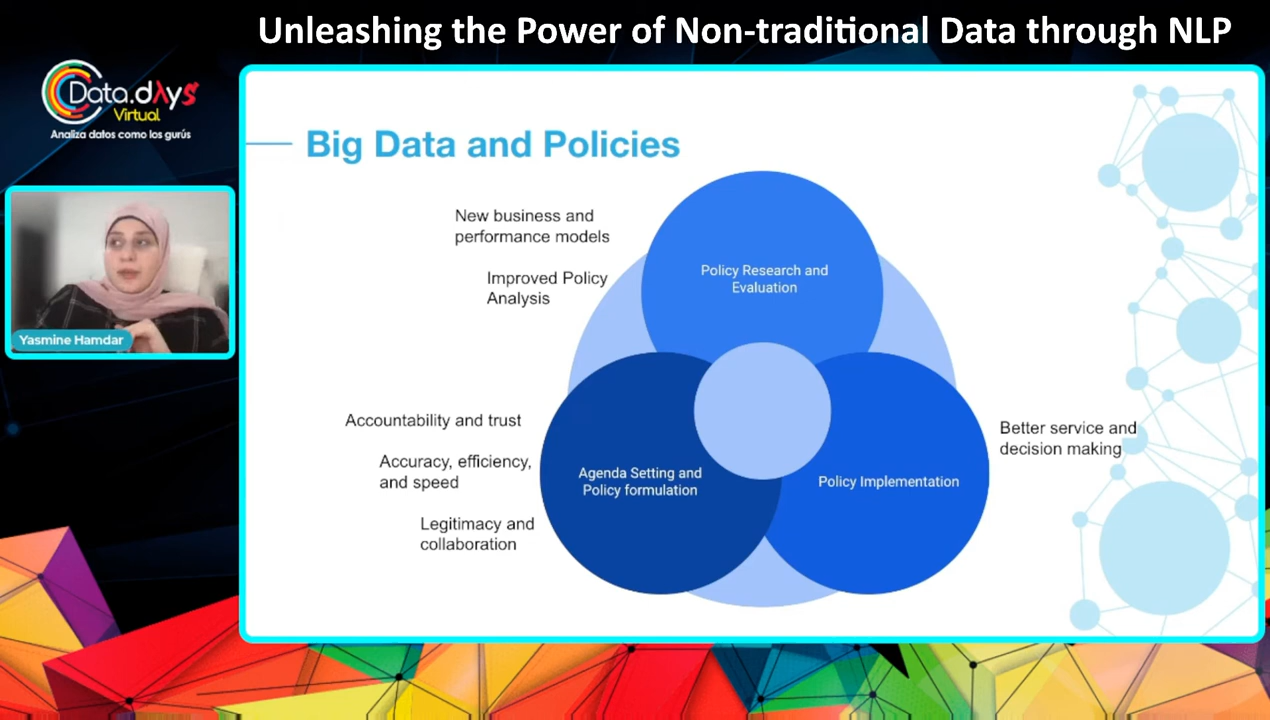 Unleashing the Power of Non-traditional Data through NLP
Data.dλys
Virtual
Analiza datos como los gurús
Yasmine Hamdar
Big Data and Policies
New business and
performance models
Improved Policy
Analysis
Policy Research and
Evaluation
Accountability and trust
Accuracy, efficiency,
and speed
Legitimacy and
collaboration
Agenda Setting and
Policy formulation
Policy Implementation
Better service and
decision making